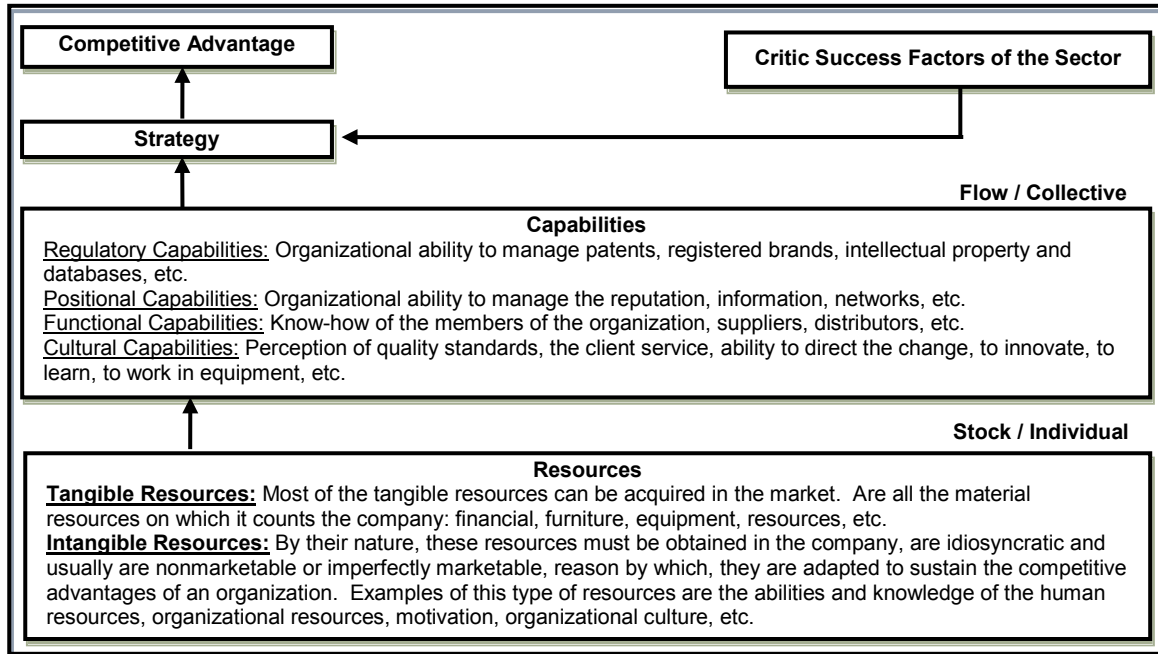 Competitive Advantage
Critic Success Factors of the Sector
Strategy
Flow / Collective
Capabilities
Regulatory Capabilities: Organizational ability to manage patents, registered brands, intellectual property and
databases, etc.
Positional Capabilities: Organizational ability to manage the reputation, information, networks, etc.
Functional Capabilities: Know-how of the members of the organization, suppliers, distributors, etc.
Cultural Capabilities: Perception of quality standards, the client service, ability to direct the change, to innovate, to
learn, to work in equipment, etc.
Stock / Individual
Resources
Tangible Resources: Most of the tangible resources can be acquired in the market. Are all the material
resources on which it counts the company: financial, furniture, equipment, resources, etc.
Intangible Resources: By their nature, these resources must be obtained in the company, are idiosyncratic and
usually are nonmarketable or imperfectly marketable, reason by which, they are adapted to sustain the competitive
advantages of an organization. Examples of this type of resources are the abilities and knowledge of the human
resources, organizational resources, motivation, organizational culture, etc.